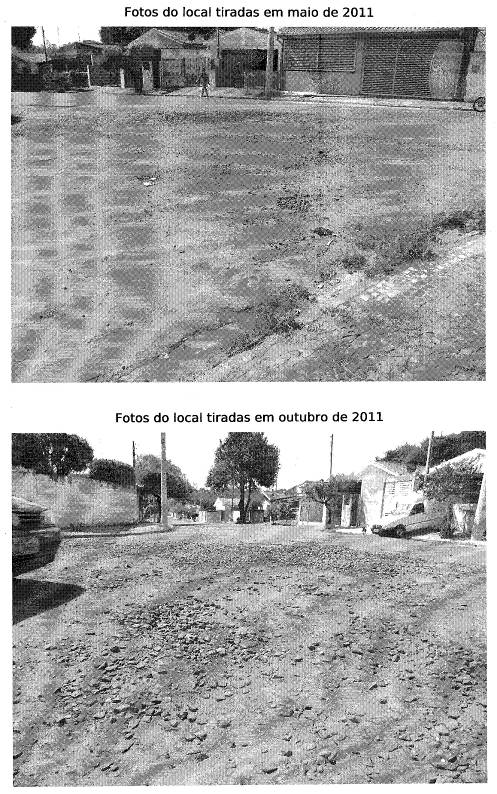 Fotos do local tiradas em maio de 2011
Fotos do local tiradas em outubro de 2011